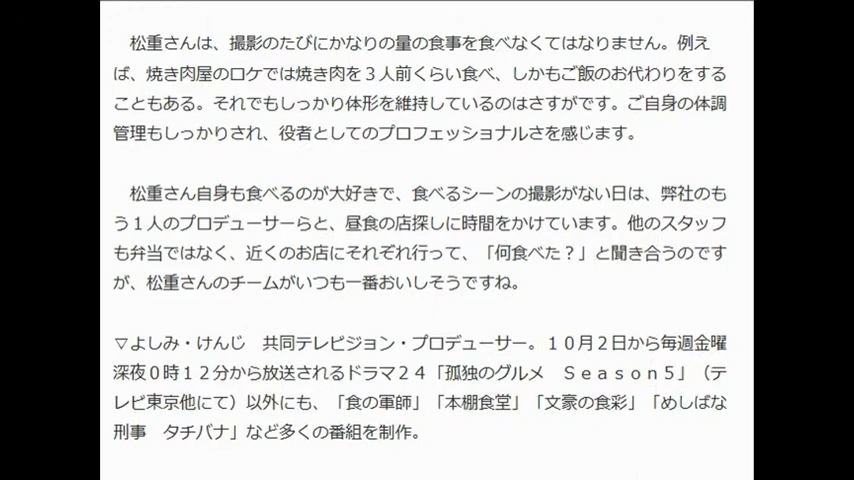 松重さんは、撮影のたびにかなりの量の食事を食べなくてはなりません。例え
ば、焼き肉屋のロケでは焼き肉を３人前くらい食べ、しかもご飯のお代わりをする
こともある。それでもしっかり体形を維持しているのはさすがです。ご自身の体調
管理もしっかりされ、役者としてのプロフェッショナルさを感じます。
松重さん自身も食べるのが大好きで、食べるシーンの撮影がない日は、弊社のも
う１人のプロデューサーらと、昼食の店探しに時間をかけています。他のスタッフ
も弁当ではなく、近くのお店にそれぞれ行って、「何食べた？」と聞き合うのです
が、松重さんのチームがいつも一番おいしそうですね。
▽よしみ・けんじ　共同テレビジョン・プロデューサー。１０月２日から毎週金曜
深夜０時１２分から放送されるドラマ２４「孤独のグルメ　Ｓｅａｓｏｎ５」（テ
レビ東京他にて）以外にも、「食の軍師」「本棚食堂」「文豪の食彩」「めしばな
刑事　タチバナ」など多くの番組を制作。